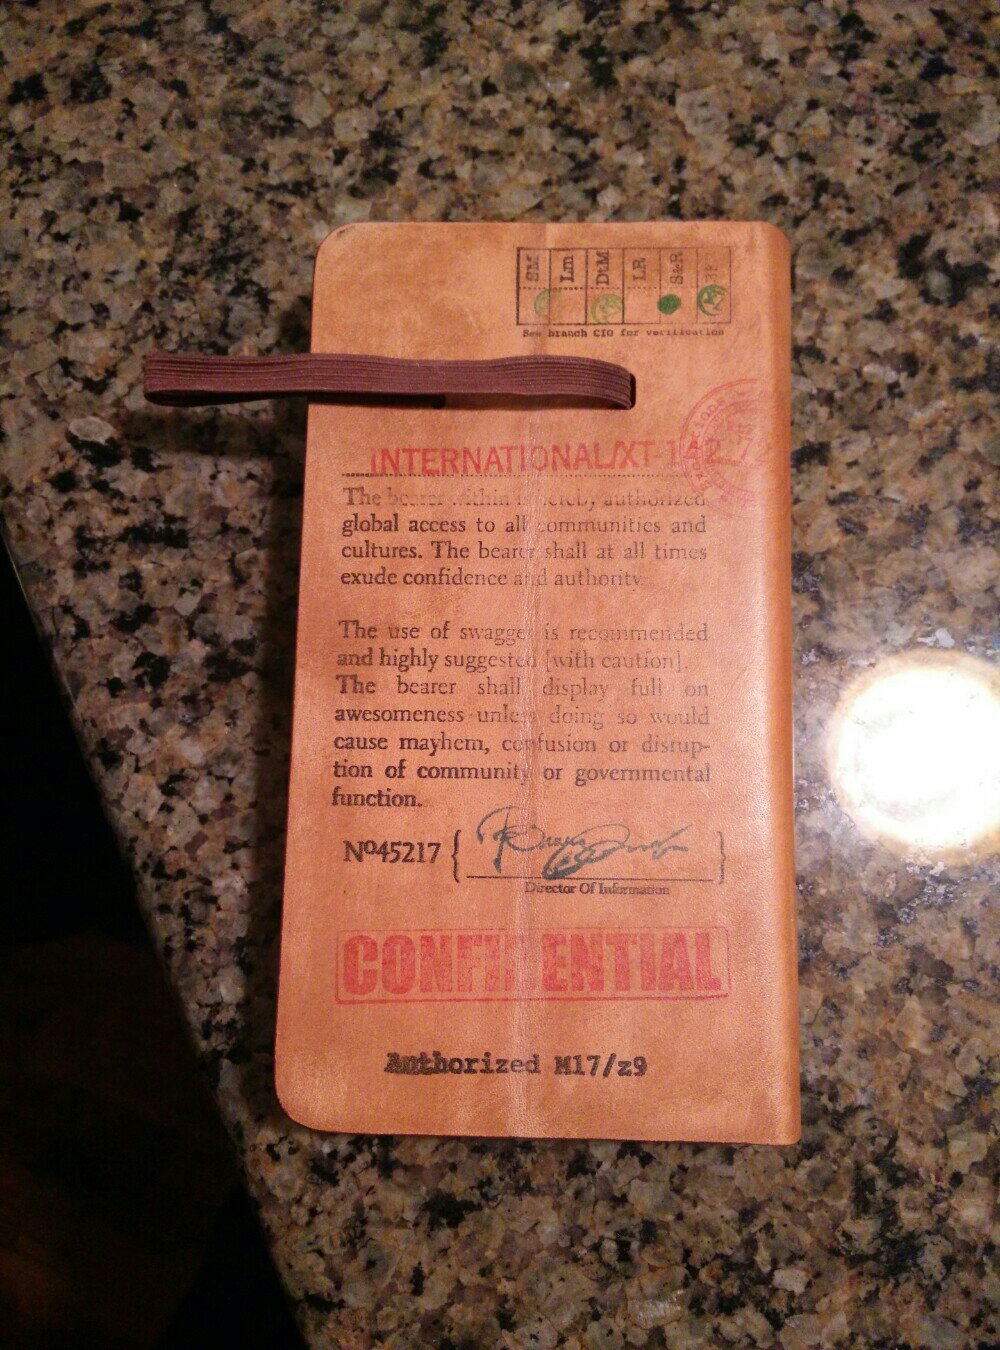 SM Lm DtM LR S&R SF
See branch CIO for verification
INTERNATIONAL/XT-1
The bearer within is hereby authorized
global access to all communities and
cultures. The bearer shall at all times
exude confidence and authority.
The use of swagger is recommended
and highly suggested [with caution].
The bearer shall display full on
awesomeness unless doing so would
cause mayhem, confusion or disrup-
tion of community or governmental
function.
Nº45217
Director Of Information
CONFIDENTIAL
Authorized M17/z9